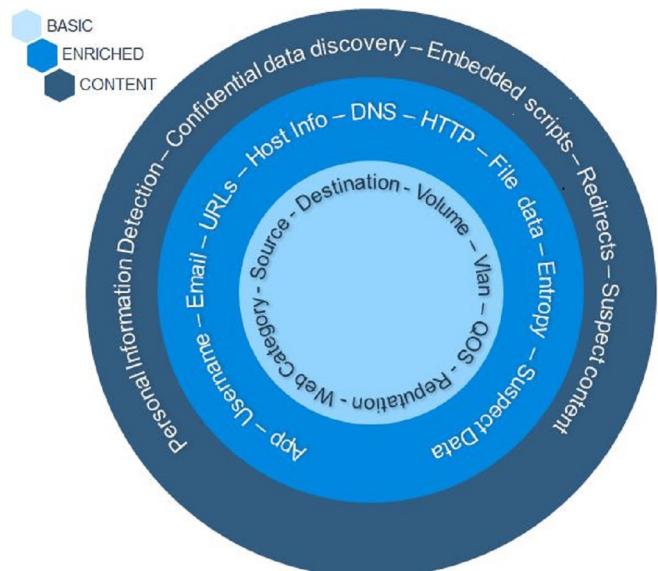 BASIC
ENRICHED
CONTENT
Personal Information Detection – Confidential data discovery – Embedded scripts – Redirects – Suspect content
App – Username – Email – URLs – Host Info – DNS – HTTP – File data – Entropy – Suspect Data
Web Category - Source - Destination - Volume – Vlan – QOS - Reputation -